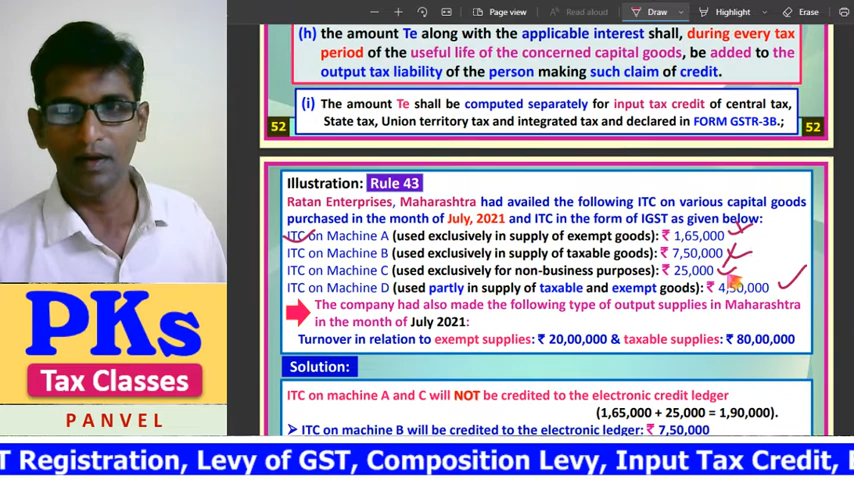 Page view
Read aloud
Draw
Highlight
Erase
(h) the amount Te along with the applicable interest shall, during every tax
period of the useful life of the concerned capital goods, be added to the
output tax liability of the person making such claim of credit.
(i) The amount Te shall be computed separately for input tax credit of central tax,
State tax, Union territory tax and integrated tax and declared in FORM GSTR-3B.;
52
52
Illustration: Rule 43
Ratan Enterprises, Maharashtra had availed the following ITC on various capital goods
purchased in the month of July, 2021 and ITC in the form of IGST as given below:
ITC on Machine A (used exclusively in supply of exempt goods): ₹ 1,65,000
ITC on Machine B (used exclusively in supply of taxable goods): ₹ 7,50,000
ITC on Machine C (used exclusively for non-business purposes): ₹ 25,000
ITC on Machine D (used partly in supply of taxable and exempt goods): ₹ 4,50,000
The company had also made the following type of output supplies in Maharashtra
in the month of July 2021:
Turnover in relation to exempt supplies: ₹ 20,00,000 & taxable supplies: ₹ 80,00,000
Solution:
ITC on machine A and C will NOT be credited to the electronic credit ledger
(1,65,000 + 25,000 = 1,90,000).
➤ ITC on machine B will be credited to the electronic ledger: ₹ 7,50,000
PKs
Tax Classes
PANVEL
T Registration, Levy of GST, Composition Levy, Input Tax Credit,